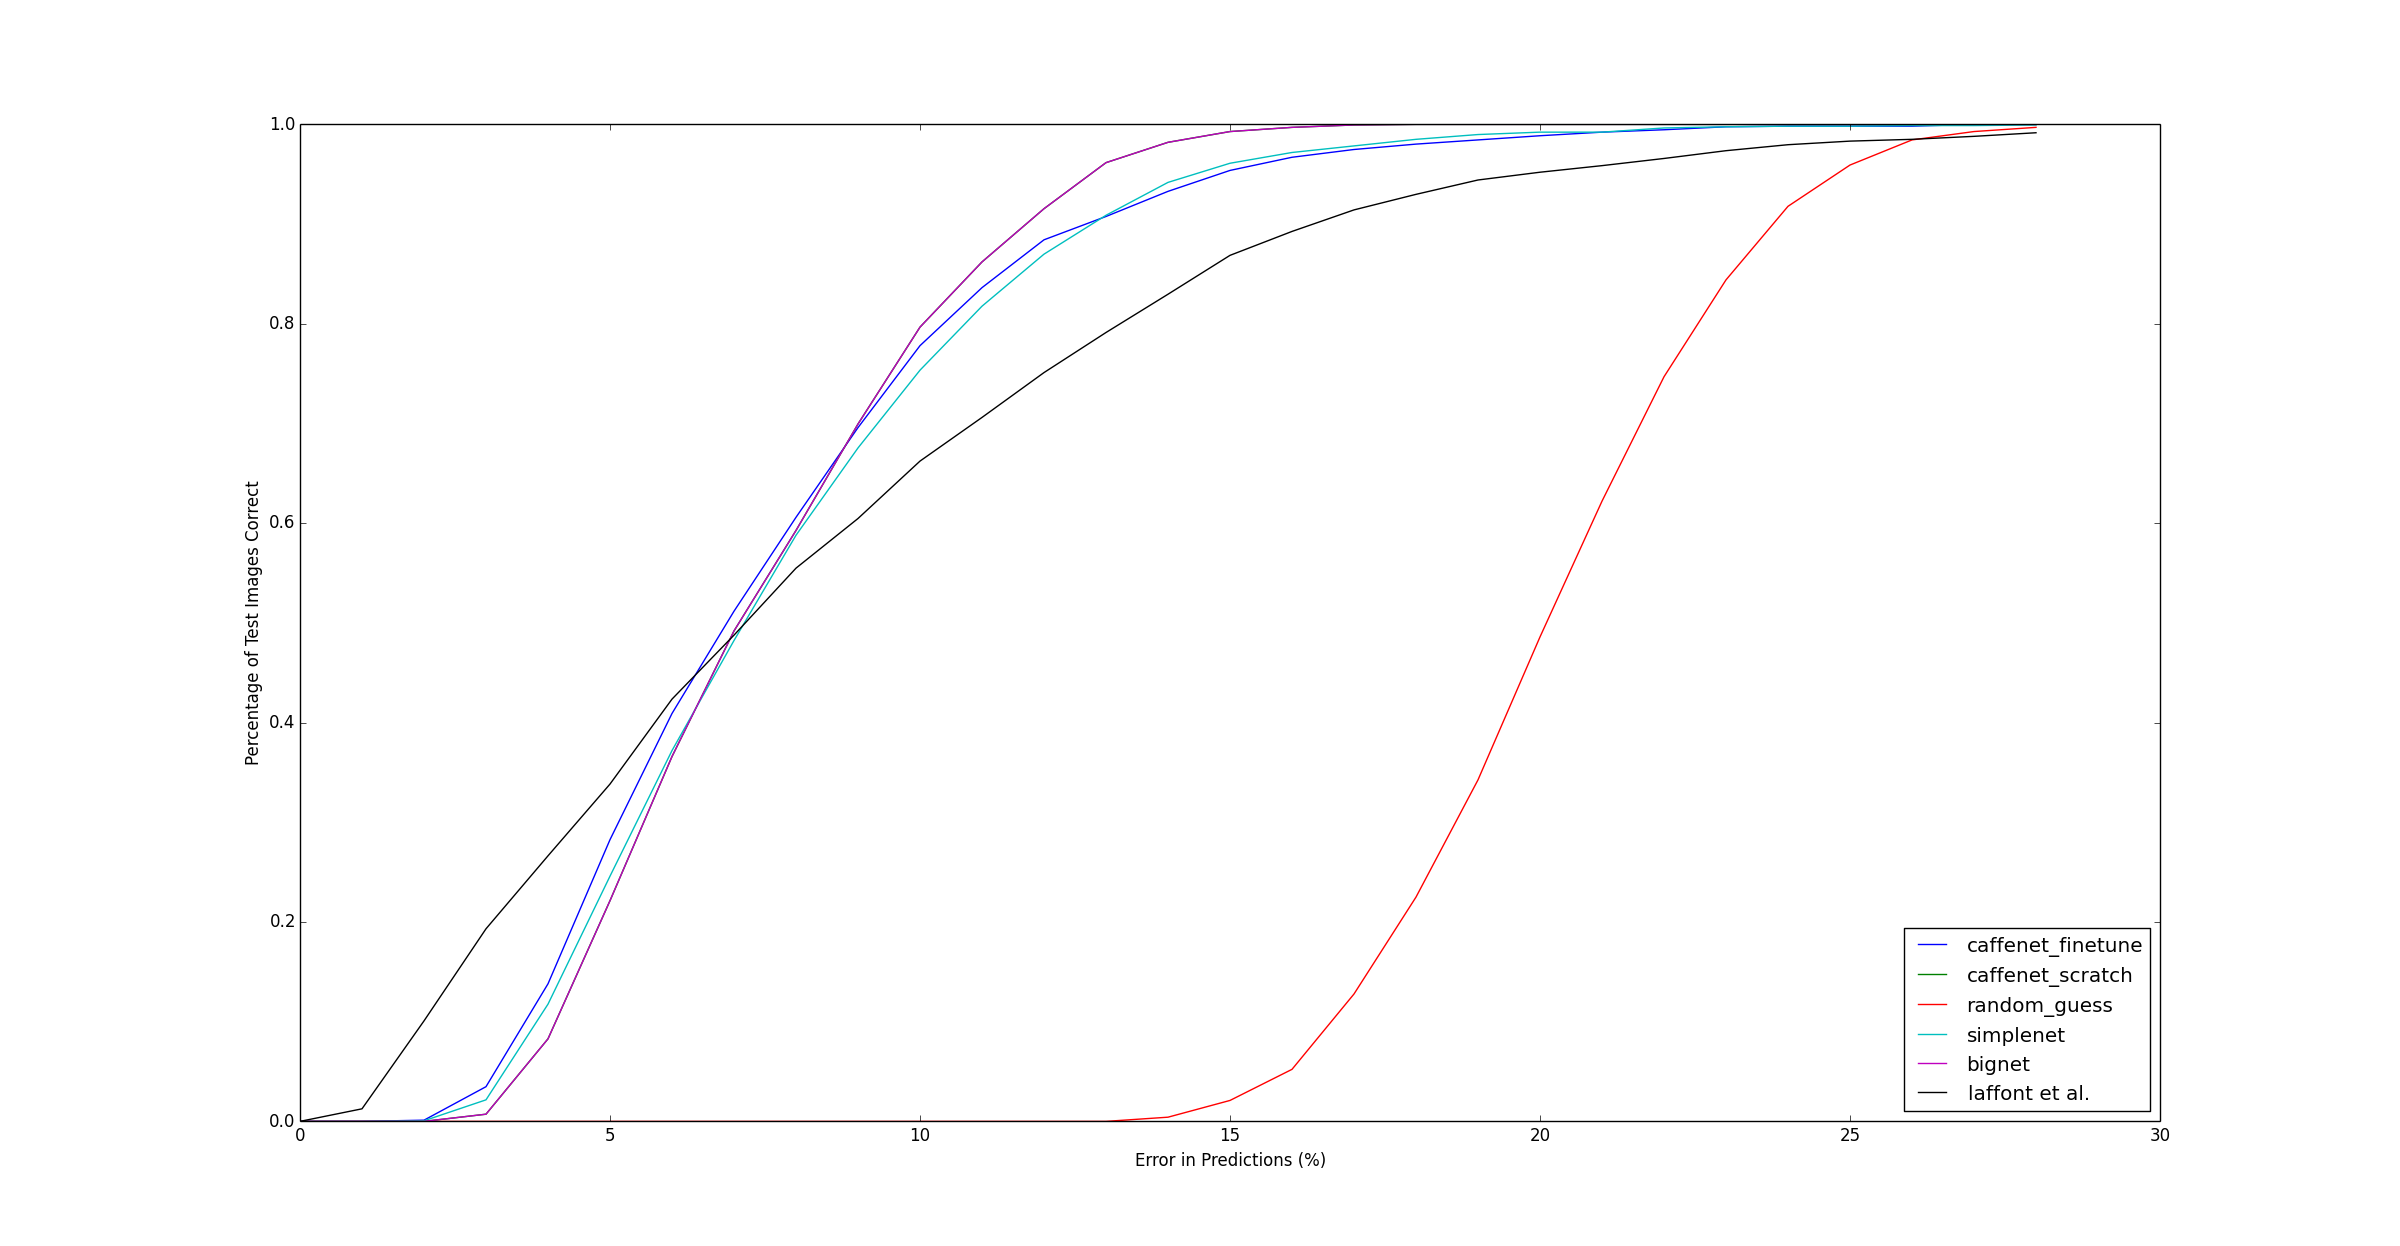 1.0
0.8
0.6
0.4
0.2
0.0
Percentage of Test Images Correct
0 5 10 15 20 25 30
Error in Predictions (%)
caffenet_finetune
caffenet_scratch
random_guess
simplenet
bignet
laffont et al.